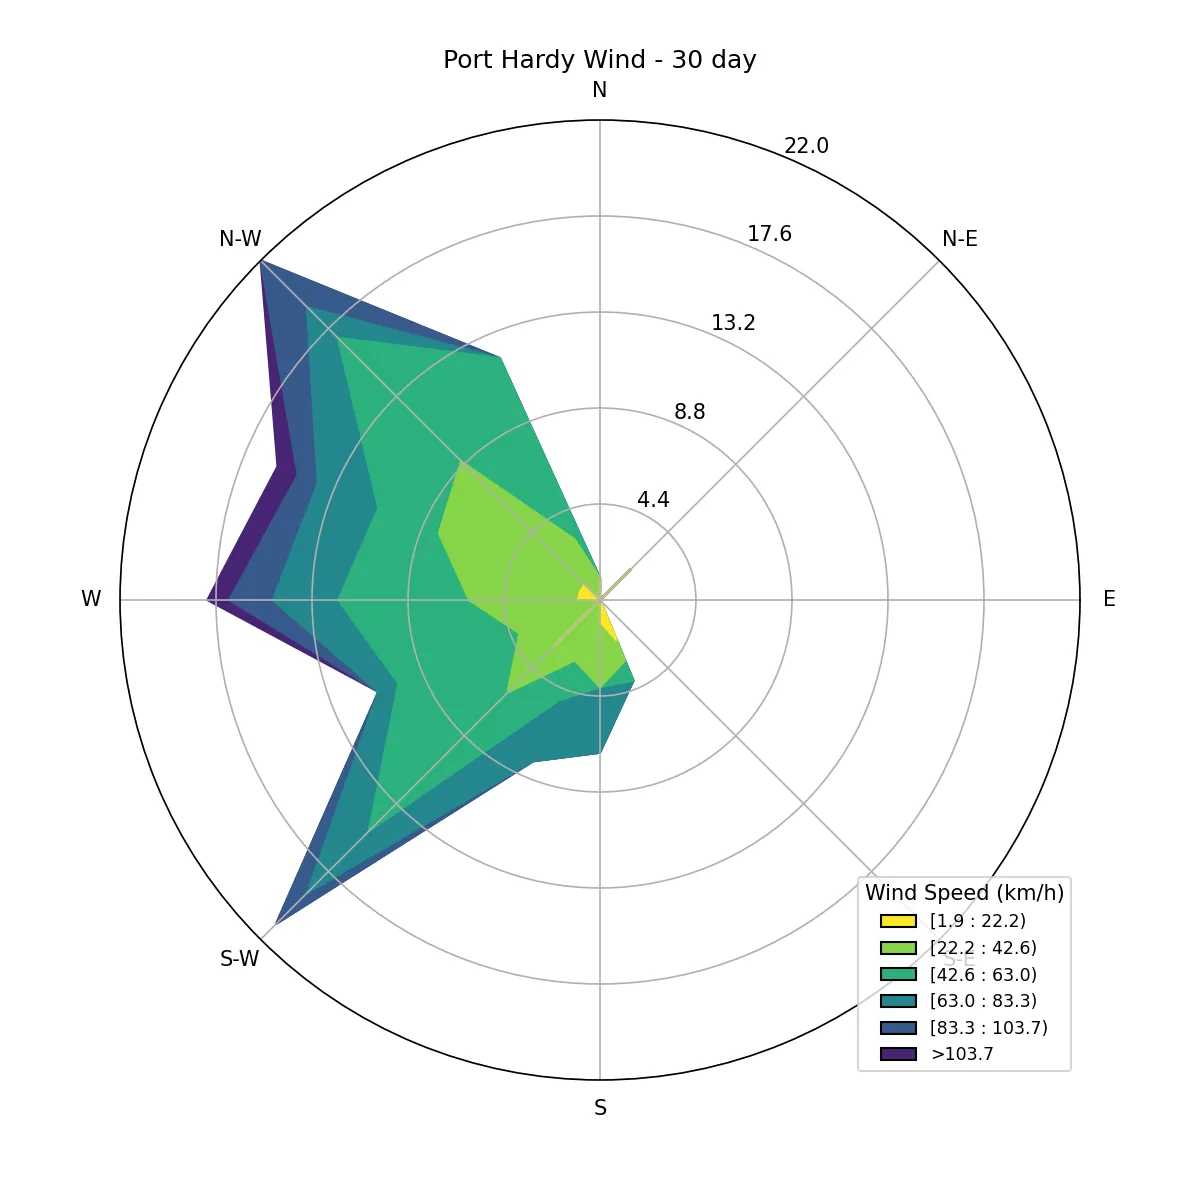 Port Hardy Wind - 30 day
N
22.0
17.6
N-W
N-E
13.2
8.8
4.4
W
E
Wind Speed (km/h)
[1.9 : 22.2)
[22.2 : 42.6)
S-W
S-E
[42.6 : 63.0)
[63.0 : 83.3)
[83.3 : 103.7)
>103.7
S